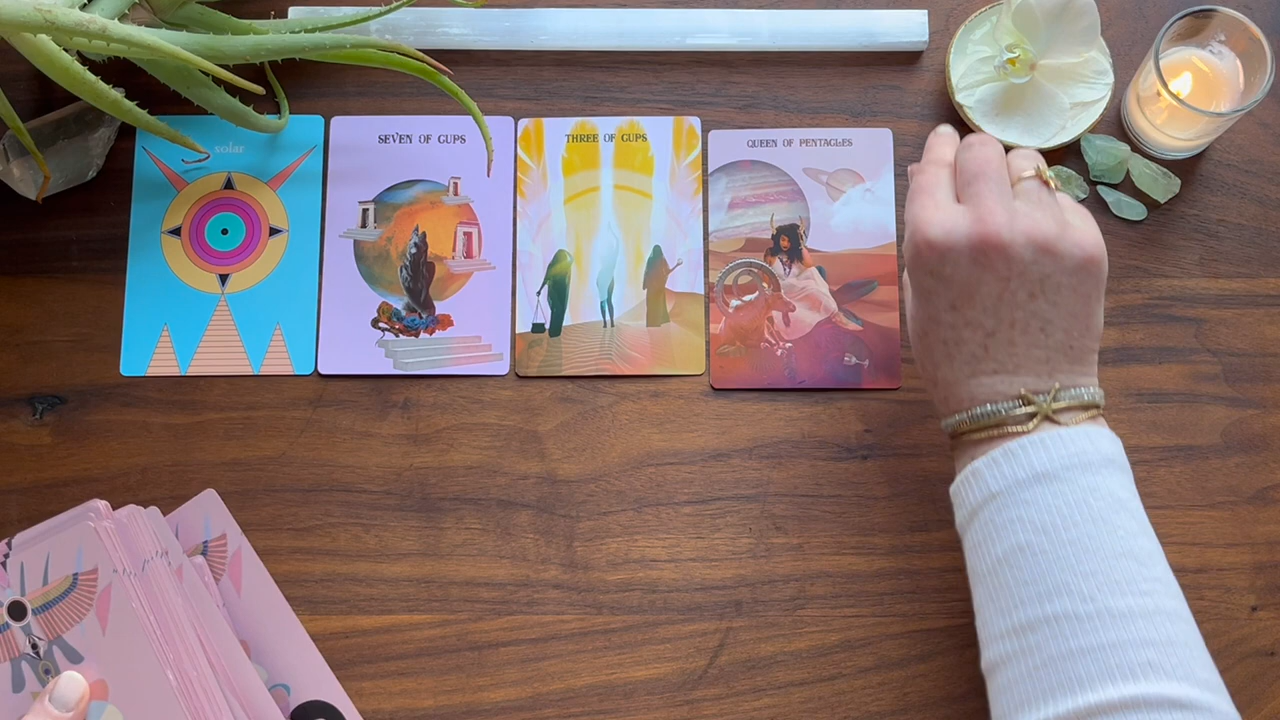 solar
SEVEN OF CUPS
THREE OF CUPS
QUEEN OF PENTACLES